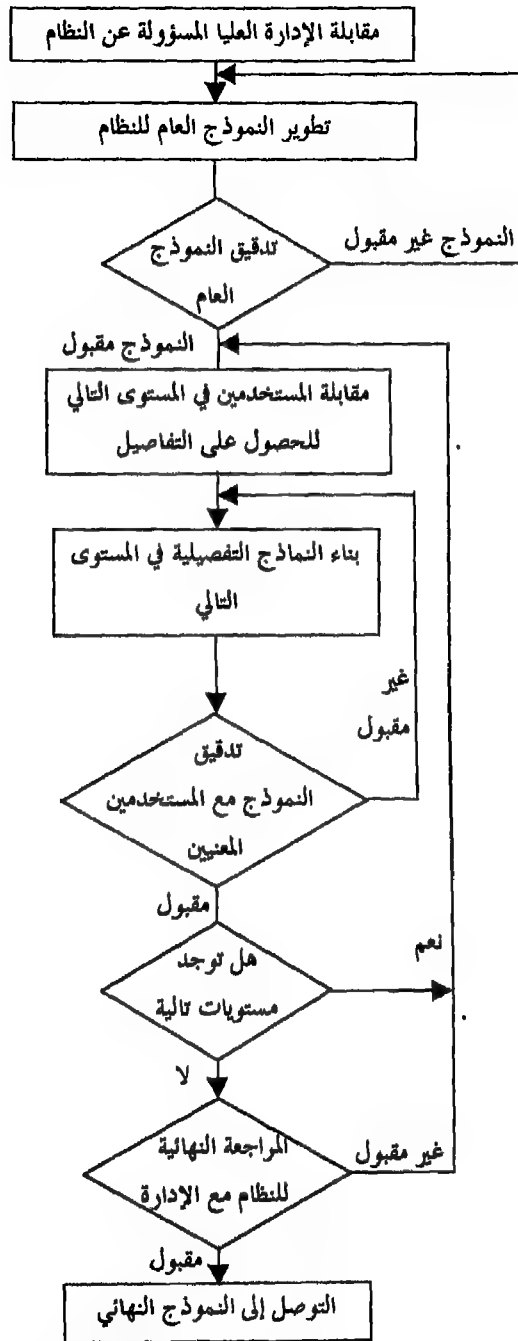 مقابلة الإدارة العليا المسؤولة عن النظام
تطوير النموذج العام للنظام
تدقيق النموذج
العام
النموذج غير مقبول
النموذج مقبول
مقابلة المستخدمين في المستوى التالي
للحصول على التفاصيل
بناء النماذج التفصيلية في المستوى
التالي
غير
مقبول
تدقيق
النموذج مع المستخدمين
المعنيين
مقبول
هل توجد
مستويات تالية
نعم
لا
المراجعة النهائية
للنظام مع الإدارة
غير مقبول
مقبول
التوصل إلى النموذج النهائي